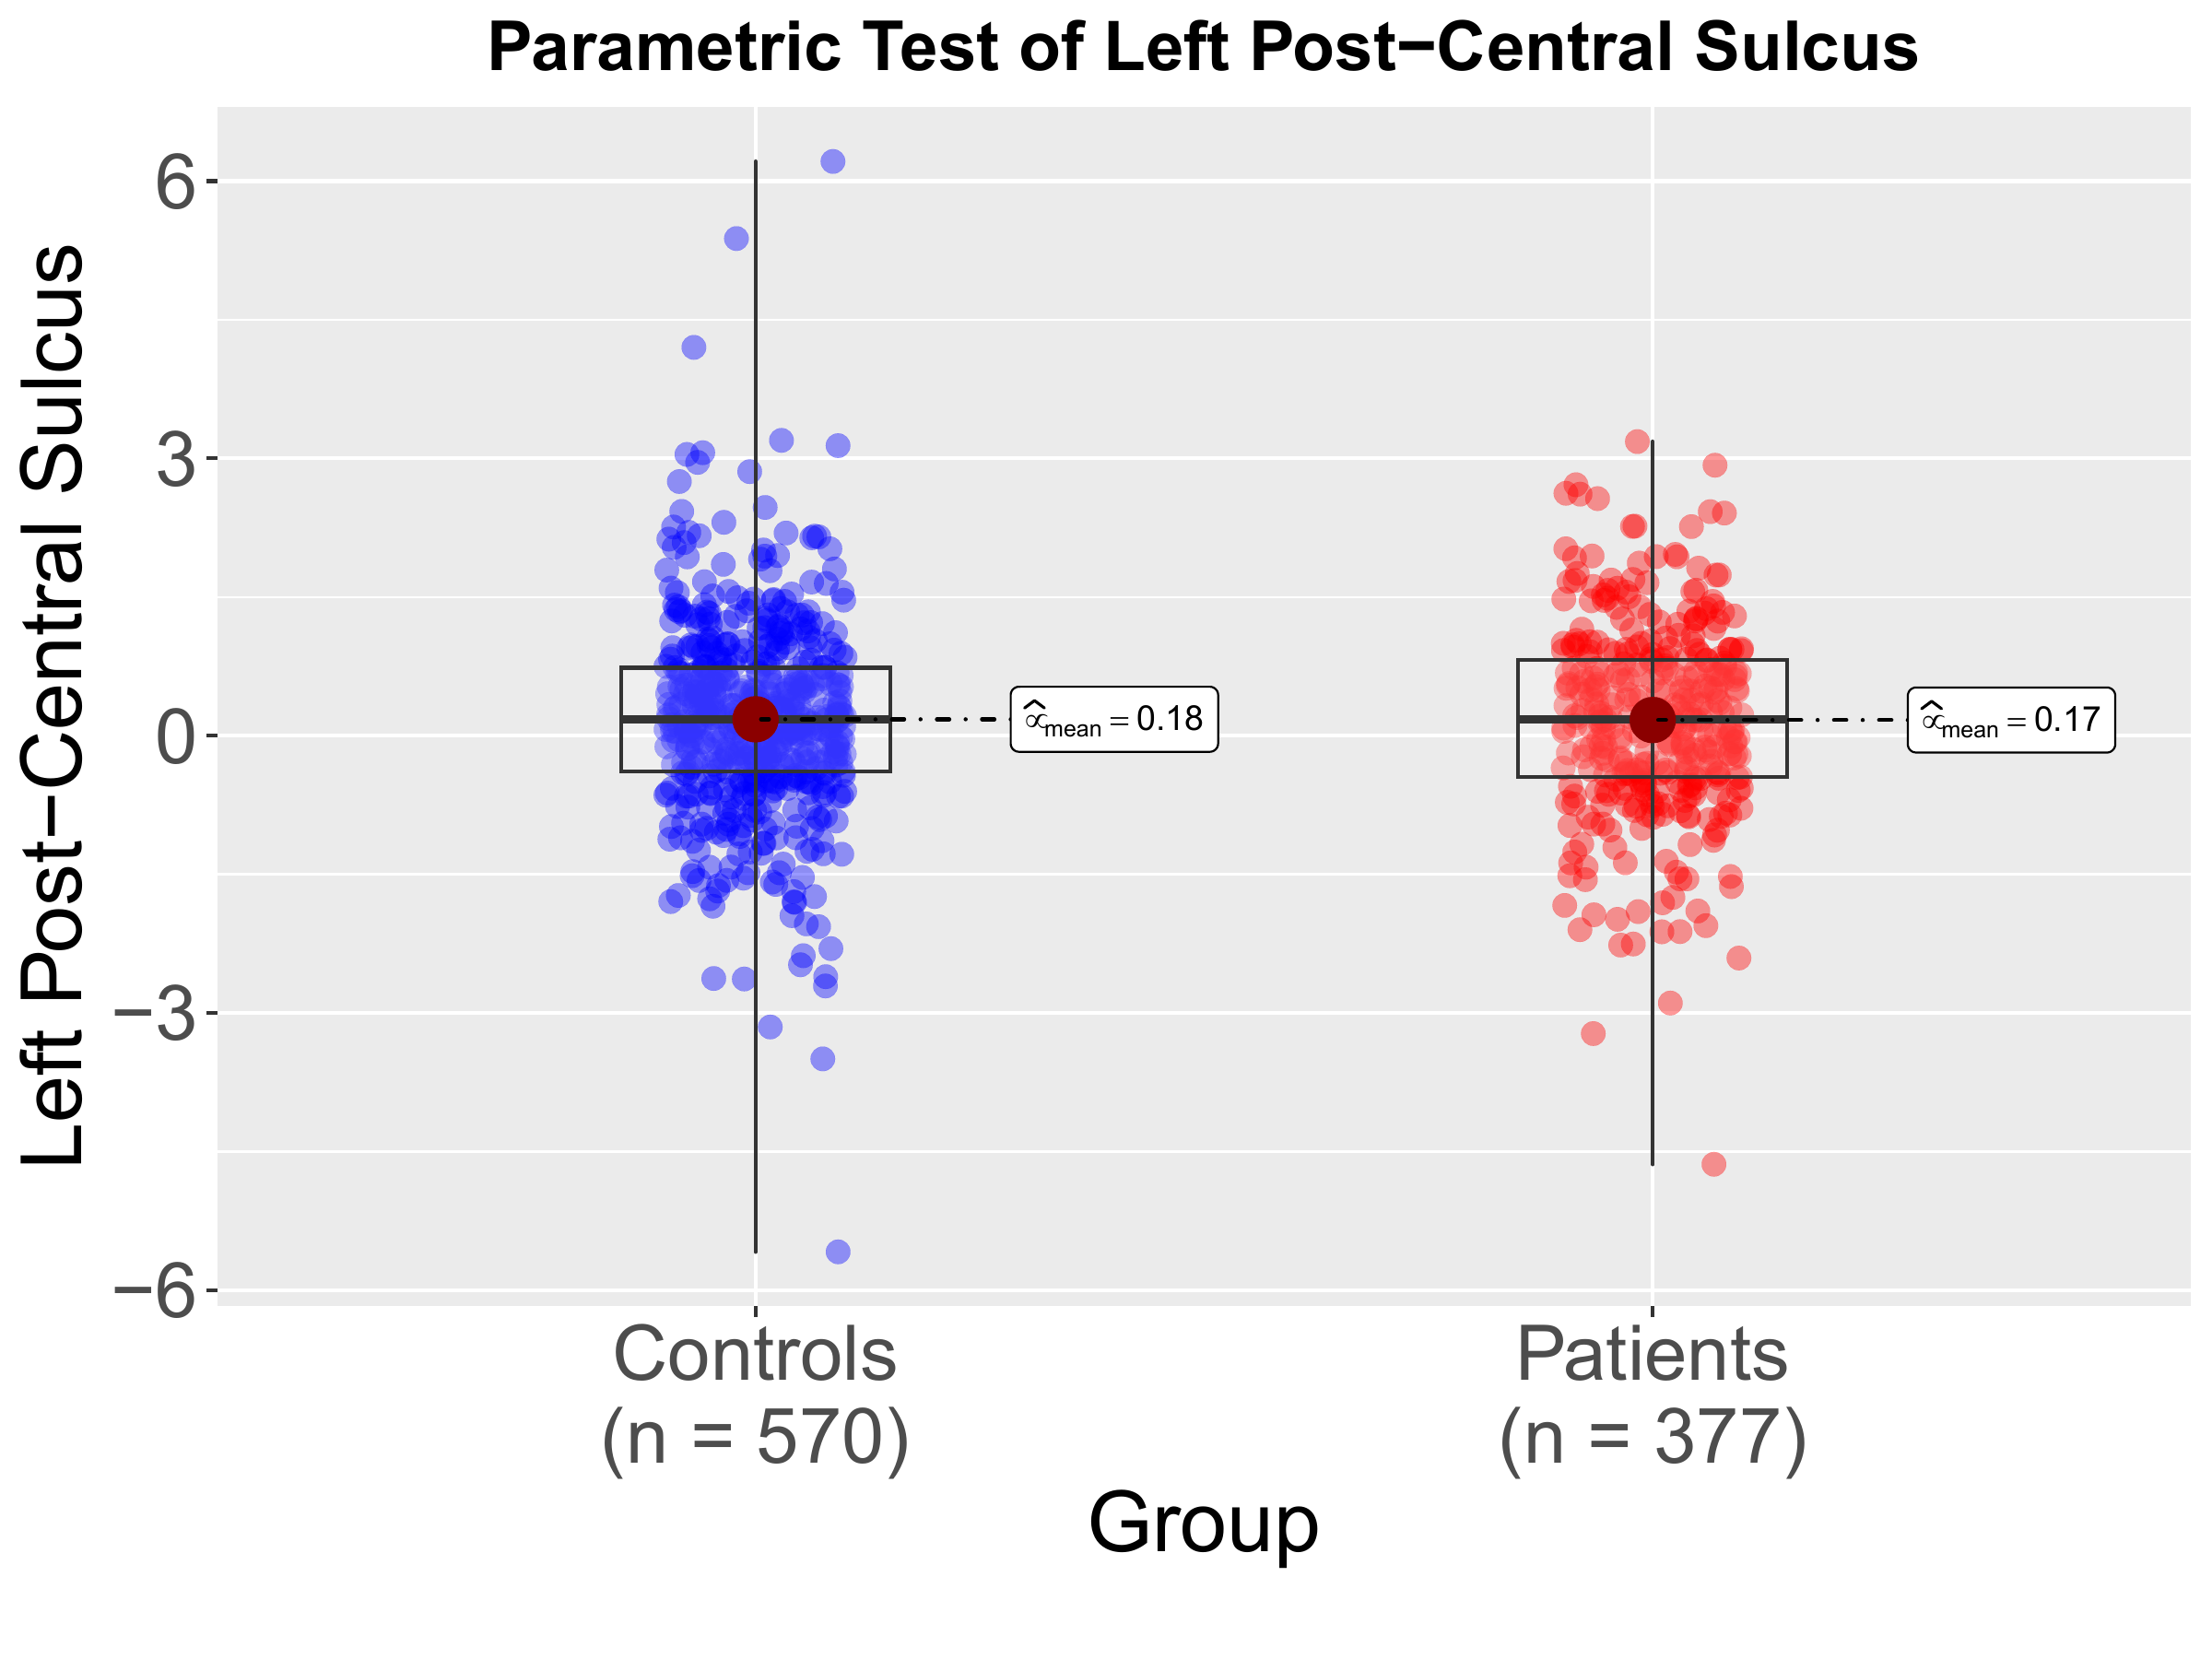 Parametric Test of Left Post−Central Sulcus
Left Post−Central Sulcus
6
3
0
−3
−6
∝̂mean = 0.18
∝̂mean = 0.17
Controls
(n = 570)
Patients
(n = 377)
Group